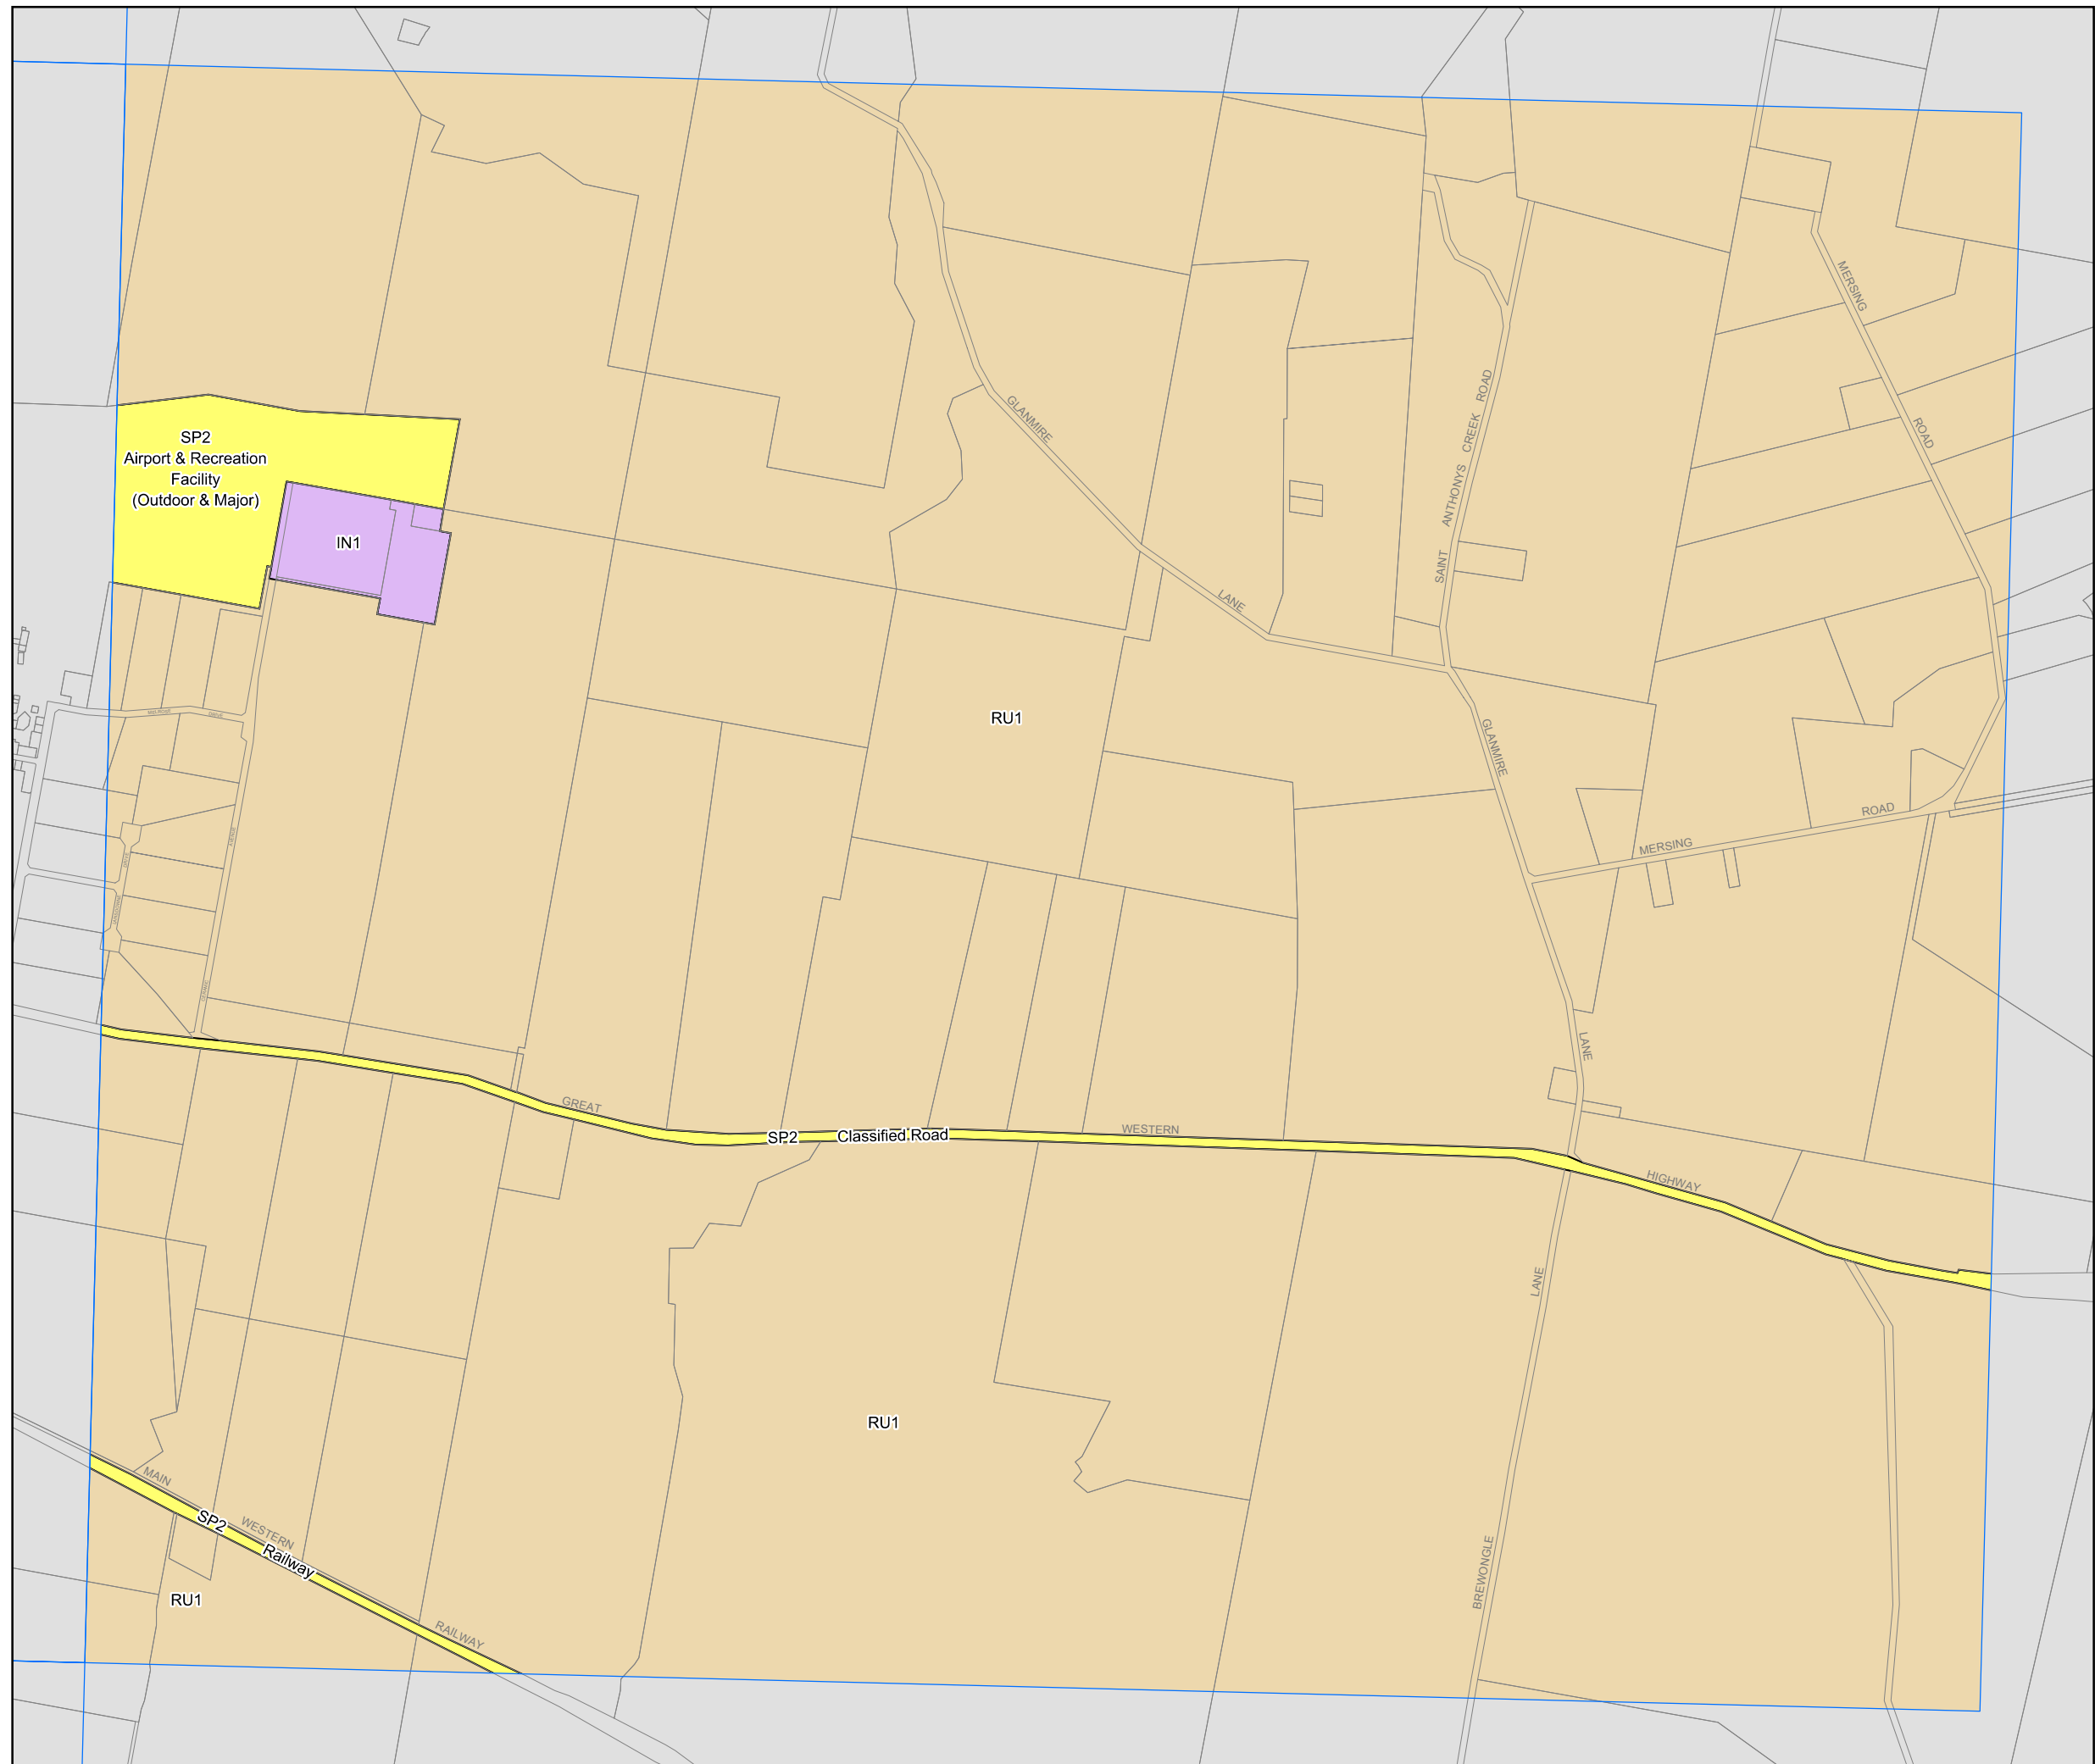 MERSING
GLANMIRE
ROAD
ANTHONYS CREEK ROAD
SAINT
SP2
Airport & Recreation
Facility
(Outdoor & Major)
IN1
LANE
RU1
GLANMIRE
DRIVE
MERSING ROAD
LANE
GREAT
SP2 Classified Road
WESTERN
HIGHWAY
LANE
RU1
MAIN
SP2
WESTERN
Railway
RU1
RAILWAY
BREWONGLE